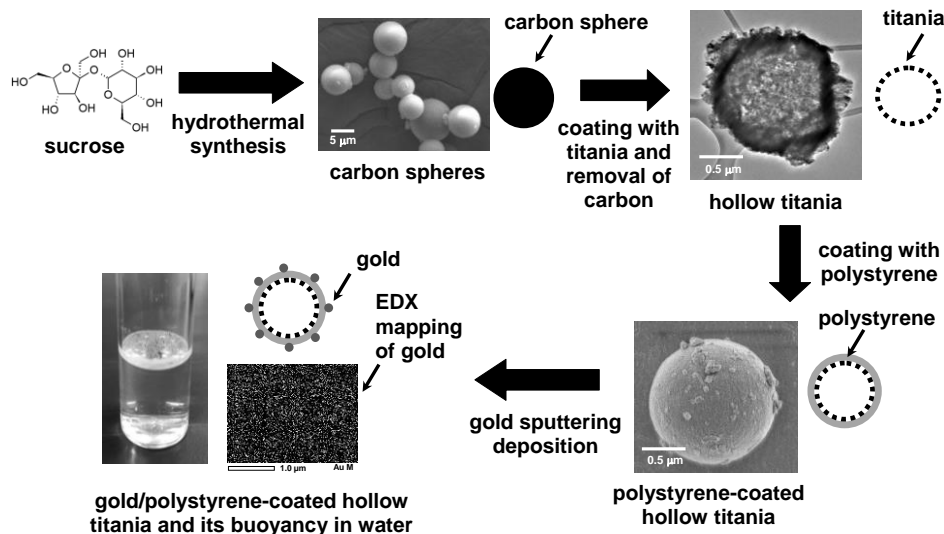 OH
OH
HO
O
O
OH
OH
HO
O
OH
OH
OH
sucrose
hydrothermal
synthesis
5 µm
carbon spheres
carbon sphere
coating with
titania and
removal of
carbon
0.5 µm
hollow titania
titania
coating with
polystyrene
polystyrene
0.5 µm
polystyrene-coated
hollow titania
gold sputtering
deposition
gold
EDX
mapping
of gold
1.0 µm
Au M
gold/polystyrene-coated hollow
titania and its buoyancy in water